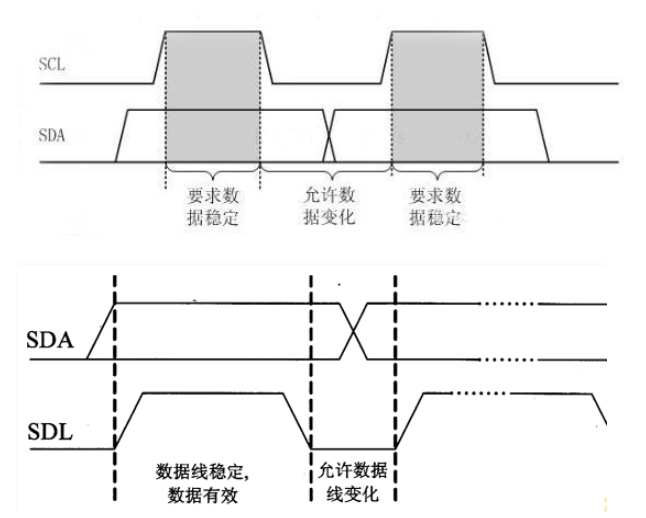 SCL
SDA
要求数 允许数 要求数
据稳定 据变化 据稳定
SDA
SDL
数据线稳定, 允许数据
数据有效 线变化